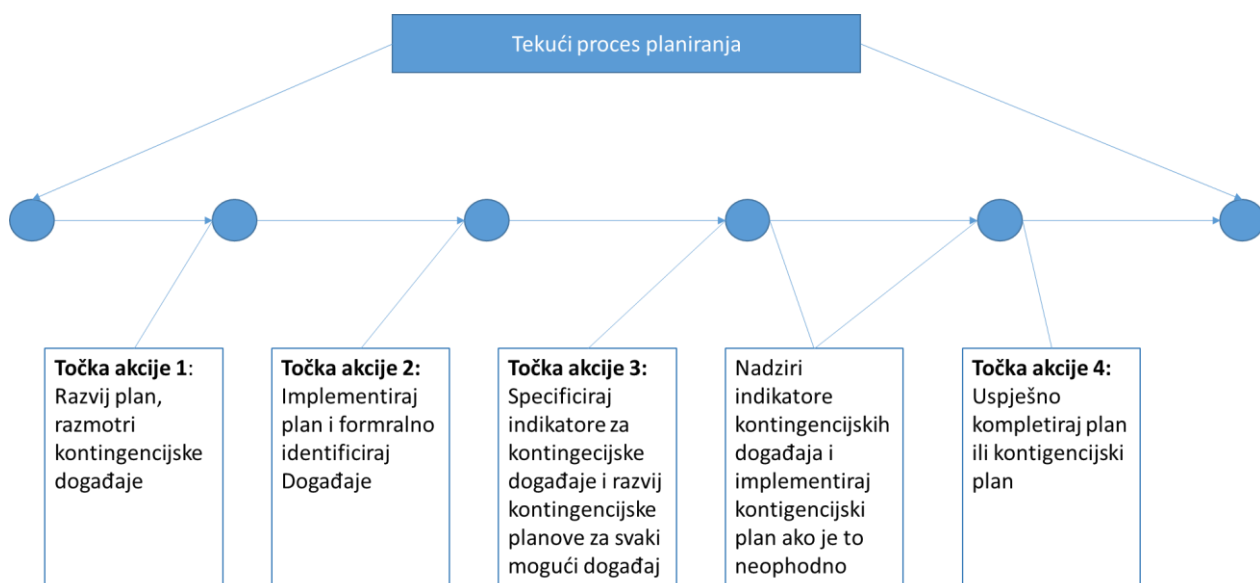 Tekući proces planiranja
Točka akcije 1:
Razvij plan,
razmotri
kontingencijske
događaje
Točka akcije 2:
Implementiraj
plan i formralno
identificiraj
Događaje
Točka akcije 3:
Specificiraj
indikatore za
kontingecijske
događaje i razvij
kontingencijske
planove za svaki
mogući događaj
Nadziri
indikatore
kontingencijskih
događaja i
implementiraj
kontigencijski
plan ako je to
neophodno
Točka akcije 4:
Uspješno
kompletiraj plan
ili kontigencijski
plan